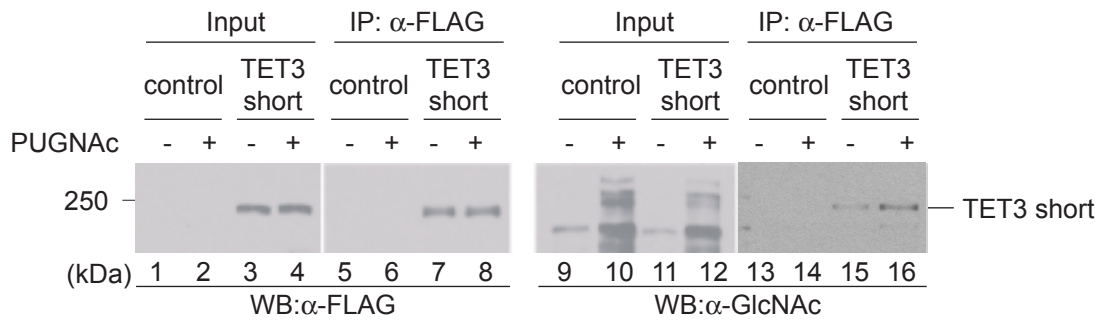 Input IP: α-FLAG Input IP: α-FLAG
control TET3 short control TET3 short control TET3 short control TET3 short
PUGNAc - + - + - + - + - + - + - + - +
250
TET3 short
(kDa) 1 2 3 4 5 6 7 8 9 10 11 12 13 14 15 16
WB:α-FLAG WB:α-GlcNAc